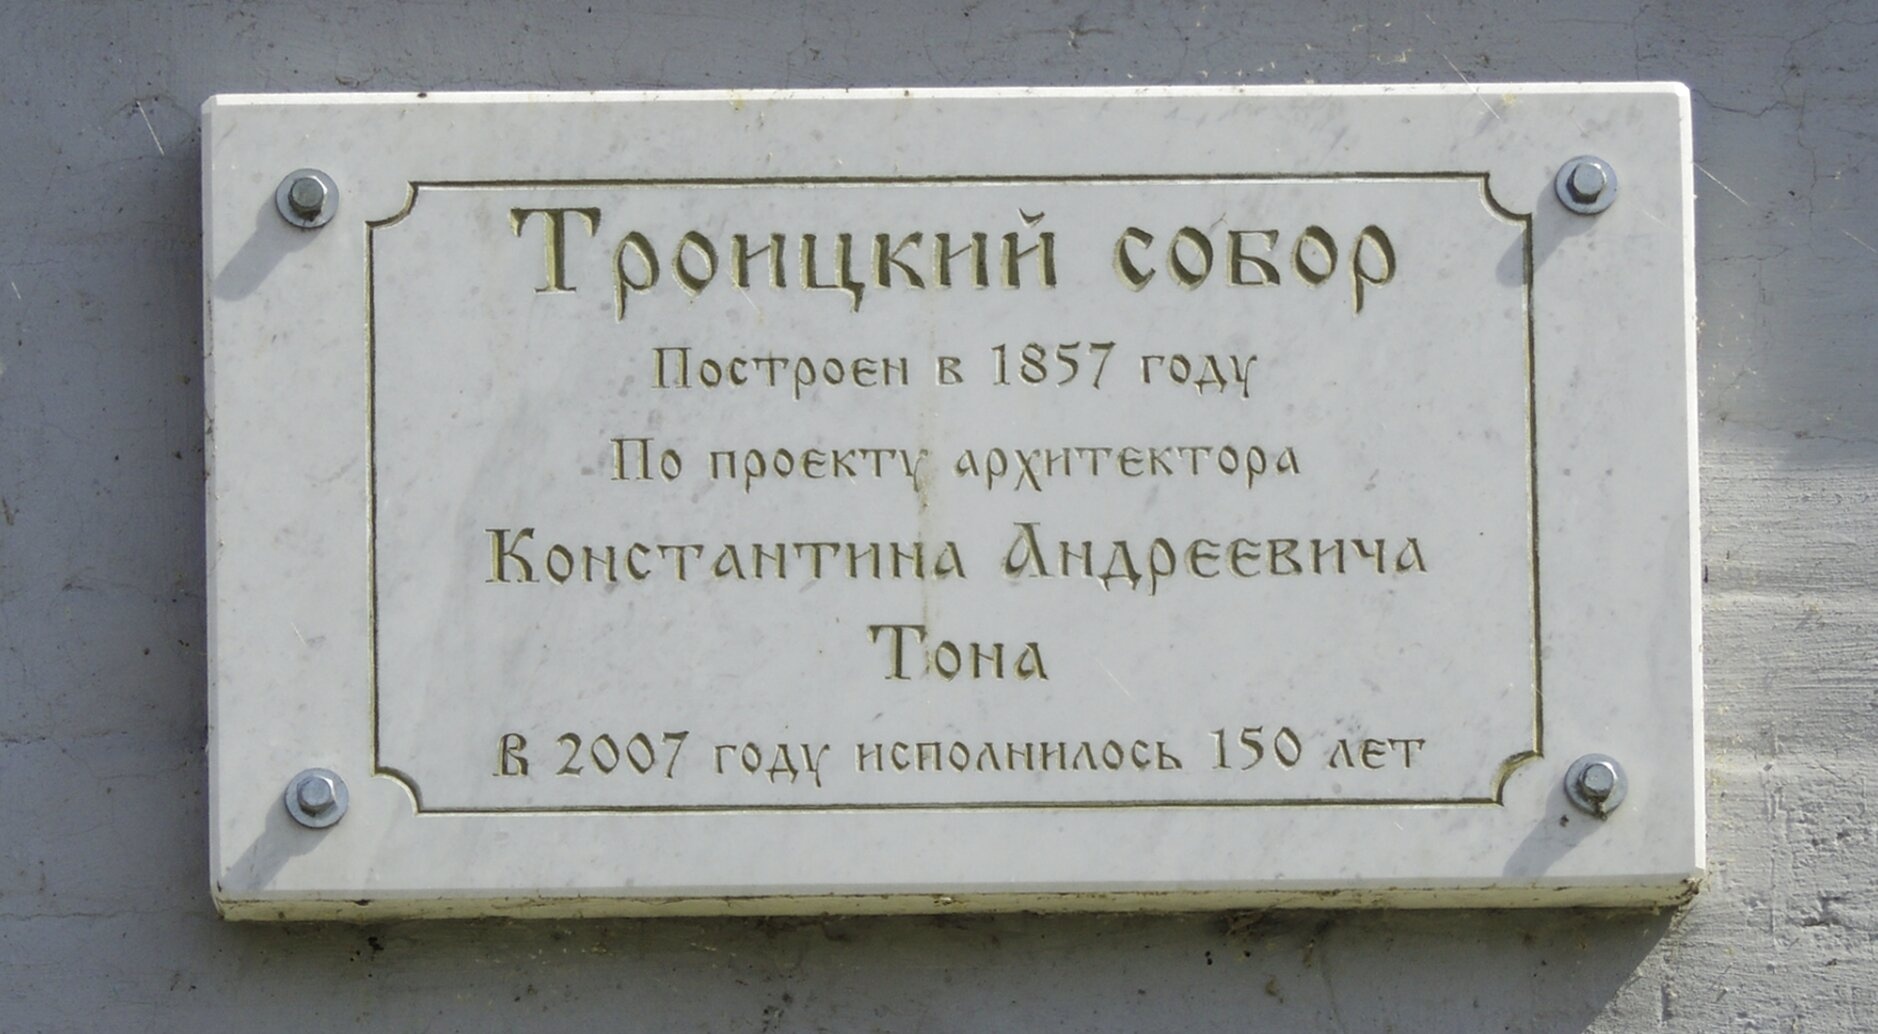 Троицкий собор
Построен в 1857 году
По проекту архитектора
Константина Андреевича
Тона
В 2007 году исполнилось 150 лет